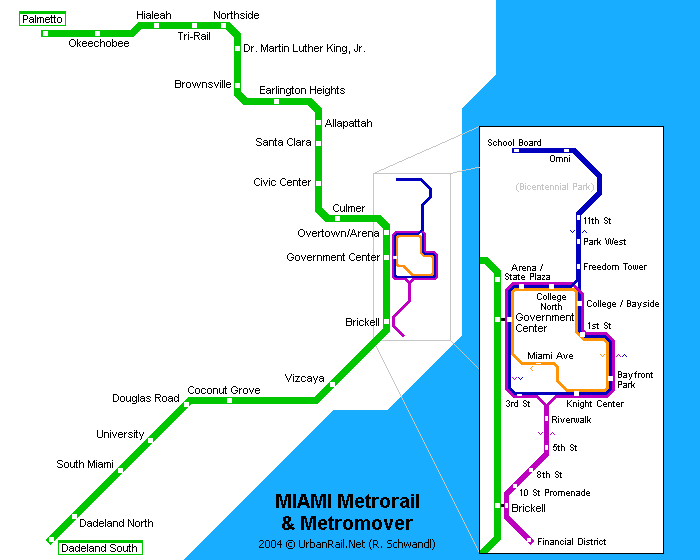 Palmetto
Okeechobee
Hialeah
Tri-Rail
Northside
Dr. Martin Luther King, Jr.
Brownsville
Earlington Heights
Allapattah
Santa Clara
Civic Center
Culmer
Overtown/Arena
Government Center
Brickell
Vizcaya
Coconut Grove
Douglas Road
University
South Miami
Dadeland North
Dadeland South
School Board
Omni
(Bicentennial Park)
11th St
Park West
Freedom Tower
Arena /
State Plaza
College
North
College / Bayside
Government
Center
1st St
Miami Ave
Bayfront
Park
3rd St
Knight Center
Riverwalk
5th St
8th St
10 St Promenade
Brickell
Financial District
MIAMI Metrorail
& Metromover
2004 © UrbanRail.Net (R. Schwandl)